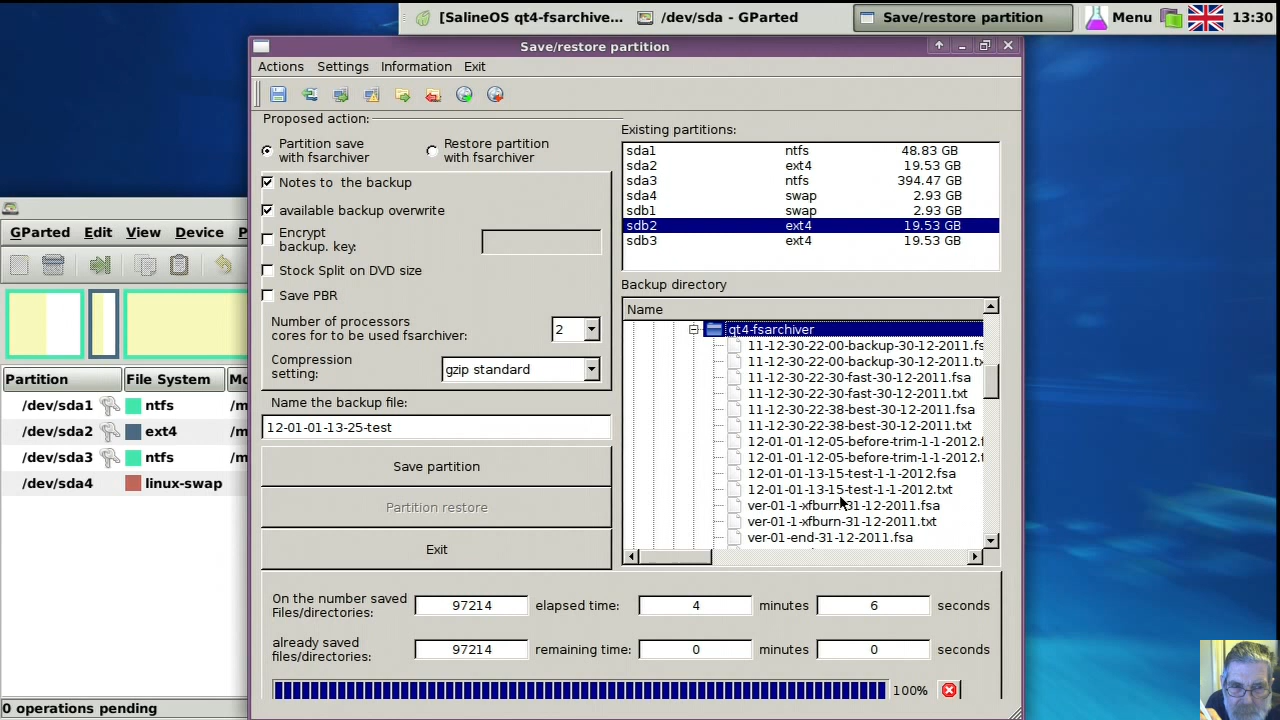 [SalineOS qt4-fsarchive...
/dev/sda - GParted
Save/restore partition
Menu
13:30
Save/restore partition
Actions Settings Information Exit
Proposed action:
Partition save
with fsarchiver
Restore partition
with fsarchiver
Notes to the backup
available backup overwrite
Encrypt
backup. key:
Stock Split on DVD size
Save PBR
Number of processors
cores for to be used fsarchiver:
2
Compression
setting:
gzip standard
Name the backup file:
12-01-01-13-25-test
Save partition
Partition restore
Exit
Existing partitions:
sda1 ntfs 48.83 GB
sda2 ext4 19.53 GB
sda3 ntfs 394.47 GB
sda4 swap 2.93 GB
sdb1 swap 2.93 GB
sdb2 ext4 19.53 GB
sdb3 ext4 19.53 GB
Backup directory
Name
qt4-fsarchiver
11-12-30-22-00-backup-30-12-2011.fs
11-12-30-22-00-backup-30-12-2011.tx
11-12-30-22-30-fast-30-12-2011.fsa
11-12-30-22-30-fast-30-12-2011.txt
11-12-30-22-38-best-30-12-2011.fsa
11-12-30-22-38-best-30-12-2011.txt
12-01-01-12-05-before-trim-1-1-2012.f
12-01-01-12-05-before-trim-1-1-2012.t
12-01-01-13-15-test-1-1-2012.fsa
12-01-01-13-15-test-1-1-2012.txt
ver-01-1-xfburn-31-12-2011.fsa
ver-01-1-xfburn-31-12-2011.txt
ver-01-end-31-12-2011.fsa
On the number saved
Files/directories:
97214
elapsed time:
4
minutes
6
seconds
already saved
files/directories:
97214
remaining time:
0
minutes
0
seconds
100%
GParted Edit View Device P
Partition File System Mo
/dev/sda1 ntfs /m
/dev/sda2 ext4 /
/dev/sda3 ntfs /m
/dev/sda4 linux-swap
0 operations pending